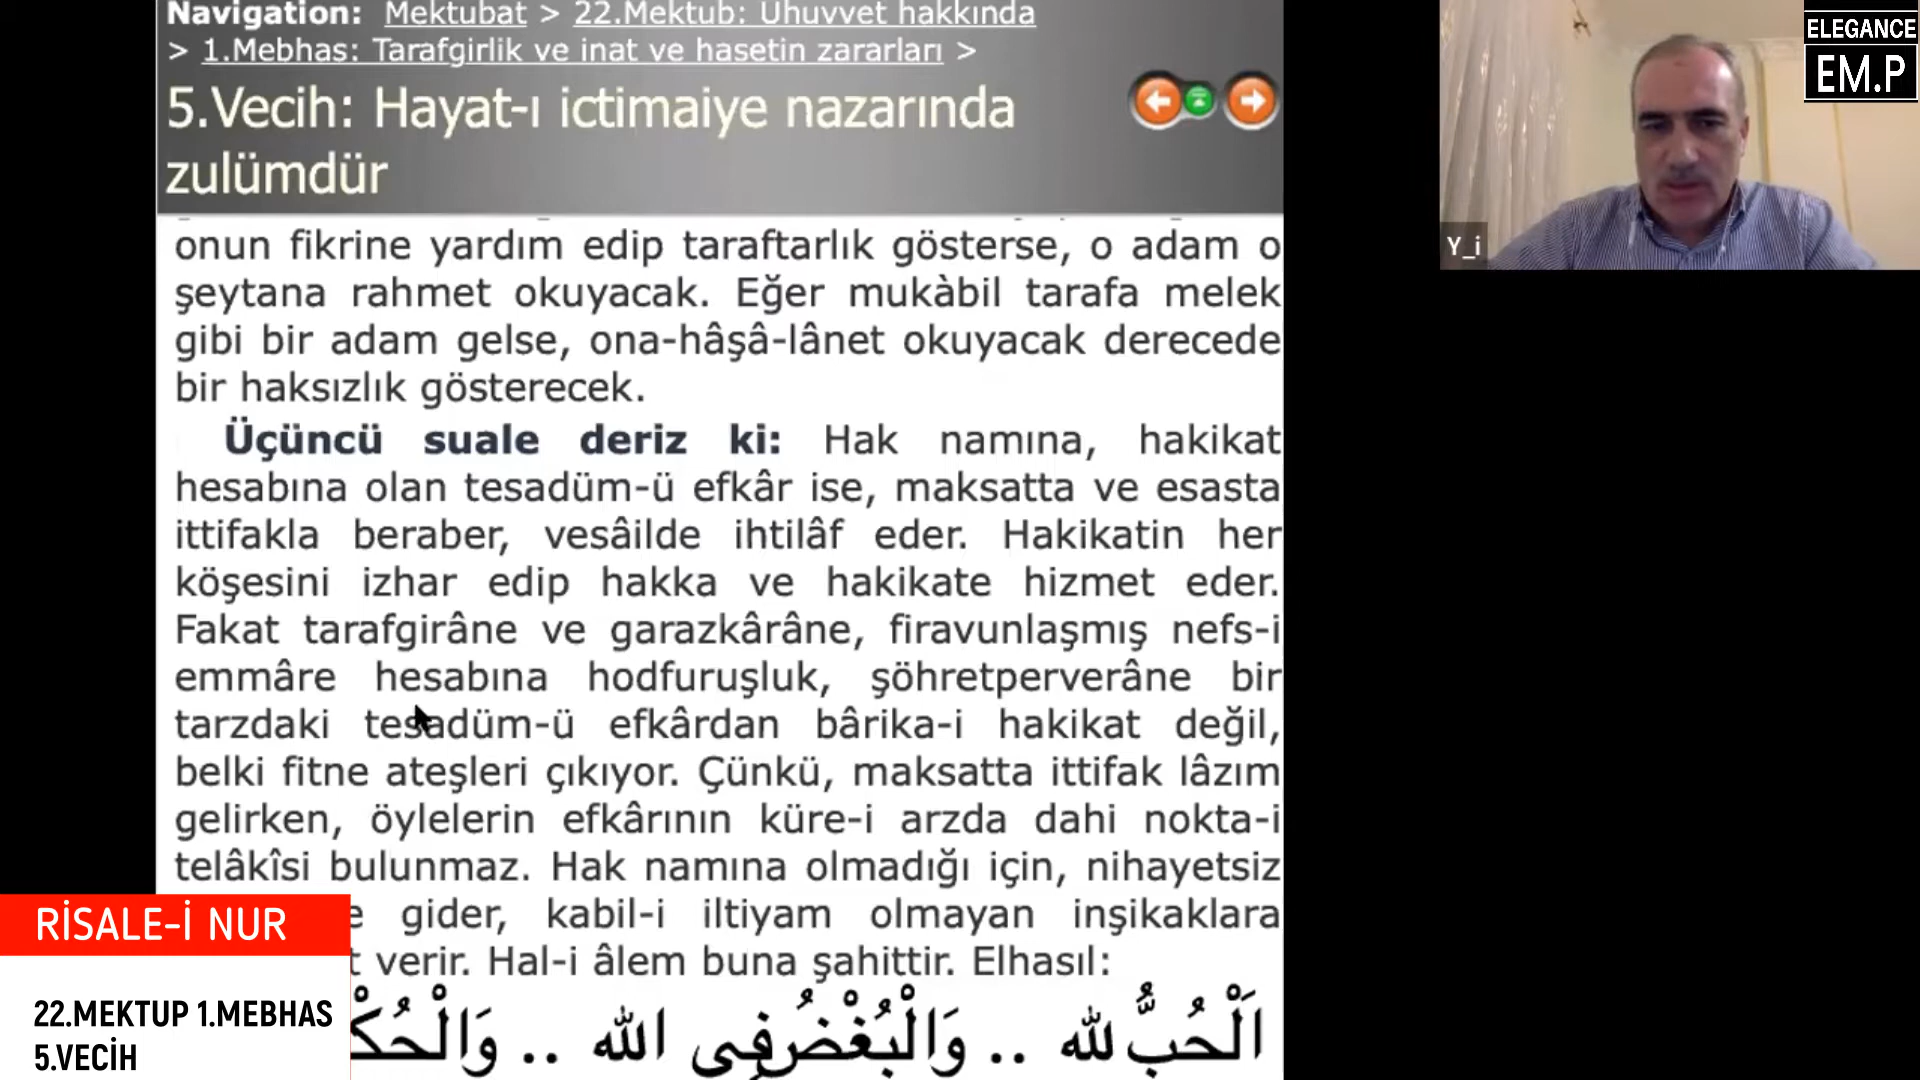 Navigation: Mektubat > 22.Mektub: Uhuvvet hakkında
> 1.Mebhas: Tarafgirlik ve inat ve hasetin zararları >
5.Vecih: Hayat-ı ictimaiye nazarında
zulümdür
onun fikrine yardım edip taraftarlık gösterse, o adam o
şeytana rahmet okuyacak. Eğer mukàbil tarafa melek
gibi bir adam gelse, ona-hâşâ-lânet okuyacak derecede
bir haksızlık gösterecek.
Üçüncü suale deriz ki: Hak namına, hakikat
hesabına olan tesadüm-ü efkâr ise, maksatta ve esasta
ittifakla beraber, vesâilde ihtilâf eder. Hakikatin her
köşesini izhar edip hakka ve hakikate hizmet eder.
Fakat tarafgirâne ve garazkârâne, firavunlaşmış nefs-i
emmâre hesabına hodfuruşluk, şöhretperverâne bir
tarzdaki tesadüm-ü efkârdan bârika-i hakikat değil,
belki fitne ateşleri çıkıyor. Çünkü, maksatta ittifak lâzım
gelirken, öylelerin efkârının küre-i arzda dahi nokta-i
telâkîsi bulunmaz. Hak namına olmadığı için, nihayetsiz
gider, kabil-i iltiyam olmayan inşikaklara
verir. Hal-i âlem buna şahittir. Elhasıl:
اَلْحُبُّ لله .. وَالْبُغْضُ فِى الله ..
Y_i
ELEGANCE
EM.P
RİSALE-İ NUR
22.MEKTUP 1.MEBHAS
5.VECİH